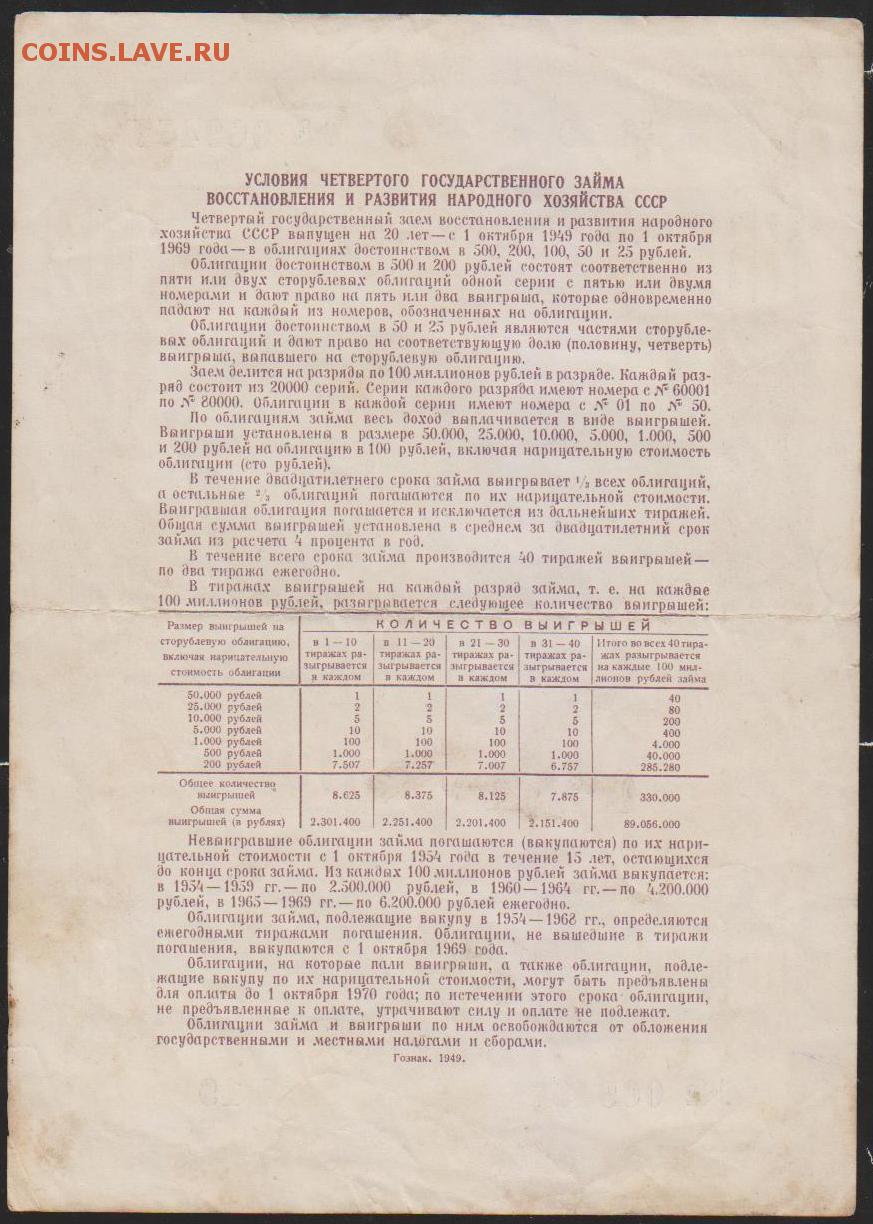 COINS.LAVE.RU
УСЛОВИЯ ЧЕТВЕРТОГО ГОСУДАРСТВЕННОГО ЗАЙМА
ВОССТАНОВЛЕНИЯ И РАЗВИТИЯ НАРОДНОГО ХОЗЯЙСТВА СССР
Четвертый государственный заем восстановления и развития народного
хозяйства СССР выпущен на 20 лет—с 1 октября 1949 года по 1 октября
1969 года—в облигациях достоинством в 500, 200, 100, 50 и 25 рублей.
Облигации достоинством в 500 и 200 рублей состоят соответственно из
пяти или двух сторублевых облигаций одной серии с пятью или двумя
номерами и дают право на пять или два выигрыша, которые одновременно
падают на каждый из номеров, обозначенных на облигации.
Облигации достоинством в 50 и 25 рублей являются частями сторубле-
вых облигаций и дают право на соответствующую долю (половину, четверть)
выигрыша, выпавшего на сторублевую облигацию.
Заем делится на разряды по 100 миллионов рублей в разряде. Каждый раз-
ряд состоит из 20000 серий. Серии каждого разряда имеют номера с № 60001
по № 80000. Облигации в каждой серии имеют номера с № 01 по № 50.
По облигациям займа весь доход выплачивается в виде выигрышей.
Выигрыши установлены в размере 50.000, 25.000, 10.000, 5.000, 1.000, 500
и 200 рублей на облигацию в 100 рублей, включая нарицательную стоимость
облигации (сто рублей).
В течение двадцатилетнего срока займа выигрывает 1/3 всех облигаций,
а остальные 2/3 облигаций погашаются по их нарицательной стоимости.
Выигравшая облигация погашается и исключается из дальнейших тиражей.
Общая сумма выигрышей установлена в среднем за двадцатилетний срок
займа из расчета 4 процента в год.
В течение всего срока займа производится 40 тиражей выигрышей—
по два тиража ежегодно.
В тиражах выигрышей на каждый разряд займа, т. е. на каждые
100 миллионов рублей, разыгрывается следующее количество выигрышей:
Размер выигрышей на КОЛИЧЕСТВО ВЫИГРЫШЕЙ
сторублевую облигацию, в 1—10 в 11—20 в 21—30 в 31—40 Итого во всех 40 тира-
включая нарицательную тиражах ра- тиражах ра- тиражах ра- тиражах ра- жах разыгрывается
стоимость облигации зыгрывается зыгрывается зыгрывается зыгрывается на каждые 100 мил-
в каждом в каждом в каждом в каждом лионов рублей займа
50.000 рублей 1 1 1 1 40
25.000 рублей 2 2 2 2 80
10.000 рублей 5 5 5 5 200
5.000 рублей 10 10 10 10 400
1.000 рублей 100 100 100 100 4.000
500 рублей 1.000 1.000 1.000 1.000 40.000
200 рублей 7.507 7.257 7.007 6.757 285.280
Общее количество
выигрышей 8.625 8.375 8.125 7.875 330.000
Общая сумма
выигрышей (в рублях) 2.301.400 2.251.400 2.201.400 2.151.400 89.056.000
Невыигравшие облигации займа погашаются (выкупаются) по их нари-
цательной стоимости с 1 октября 1954 года в течение 15 лет, остающихся
до конца срока займа. Из каждых 100 миллионов рублей займа выкупается:
в 1954—1959 гг.—по 2.500.000 рублей, в 1960—1964 гг.—по 4.200.000
рублей, в 1965—1969 гг.—по 6.200.000 рублей ежегодно.
Облигации займа, подлежащие выкупу в 1954—1968 гг., определяются
ежегодными тиражами погашения. Облигации, не вышедшие в тиражи
погашения, выкупаются с 1 октября 1969 года.
Облигации, на которые пали выигрыши, а также облигации, подле-
жащие выкупу по их нарицательной стоимости, могут быть предъявлены
для оплаты до 1 октября 1970 года; по истечении этого срока облигации,
не предъявленные к оплате, утрачивают силу и оплате не подлежат.
Облигации займа и выигрыши по ним освобождаются от обложения
государственными и местными налогами и сборами.
Гознак. 1949.